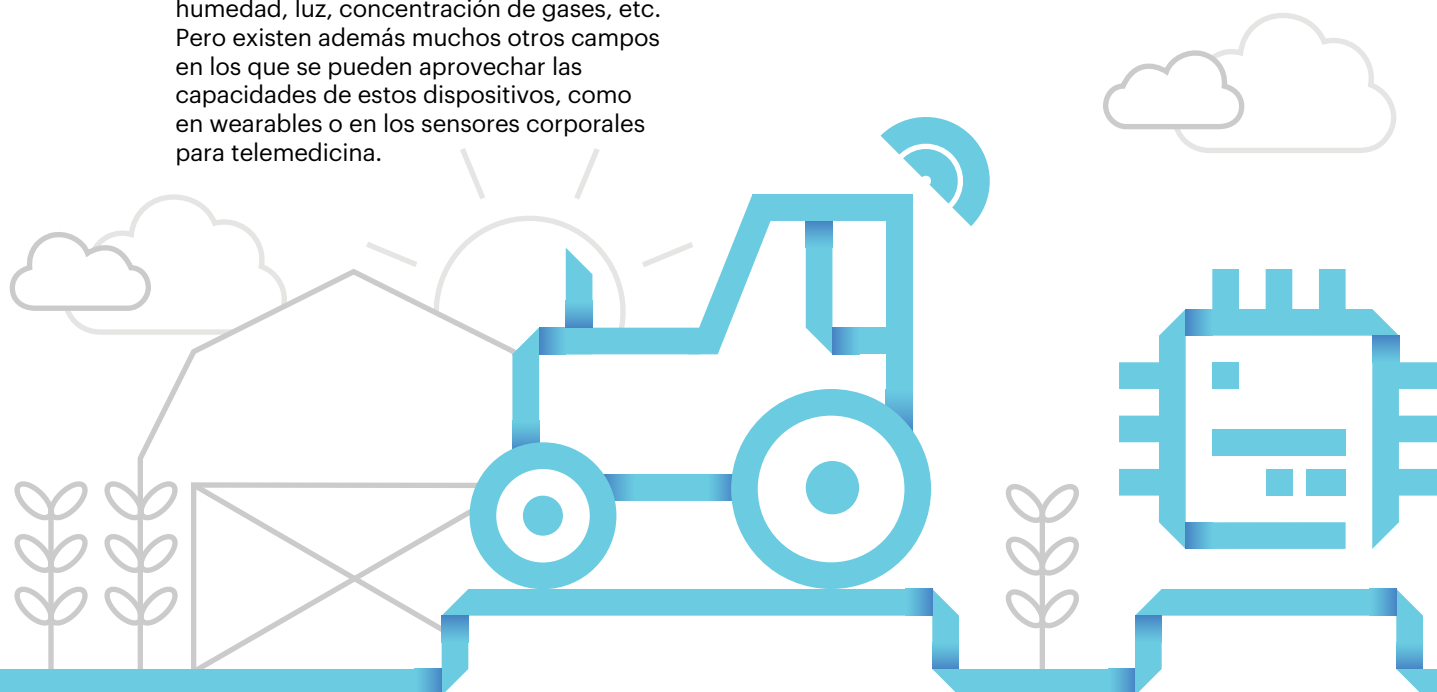 humedad, luz, concentración de gases, etc.
Pero existen además muchos otros campos
en los que se pueden aprovechar las
capacidades de estos dispositivos, como
en wearables o en los sensores corporales
para telemedicina.